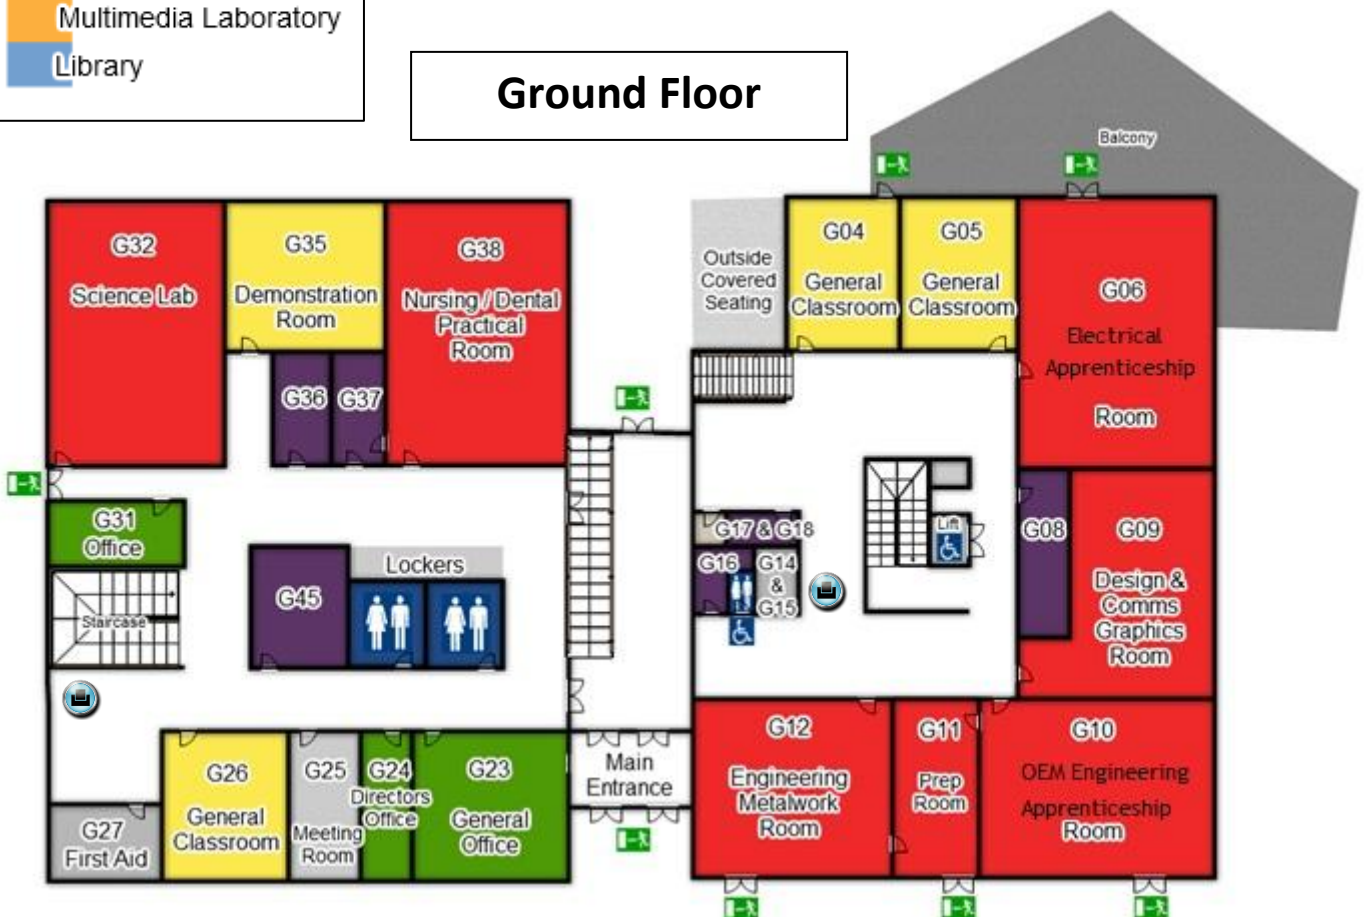 Multimedia Laboratory
Library
Ground Floor
Balcony
G32
Science Lab
G35
Demonstration
Room
G38
Nursing / Dental
Practical
Room
Outside
Covered
Seating
G04
General
Classroom
G05
General
Classroom
G06
Electrical
Apprenticeship
Room
G36
G37
G31
Office
Staircase
G45
Lockers
G17 & G18
G16
G14
&
G15
Lift
G08
G09
Design &
Comms
Graphics
Room
G27
First Aid
G26
General
Classroom
G25
Meeting
Room
G24
Directors
Office
G23
General
Office
Main
Entrance
G12
Engineering
Metalwork
Room
G11
Prep
Room
G10
OEM Engineering
Apprenticeship
Room